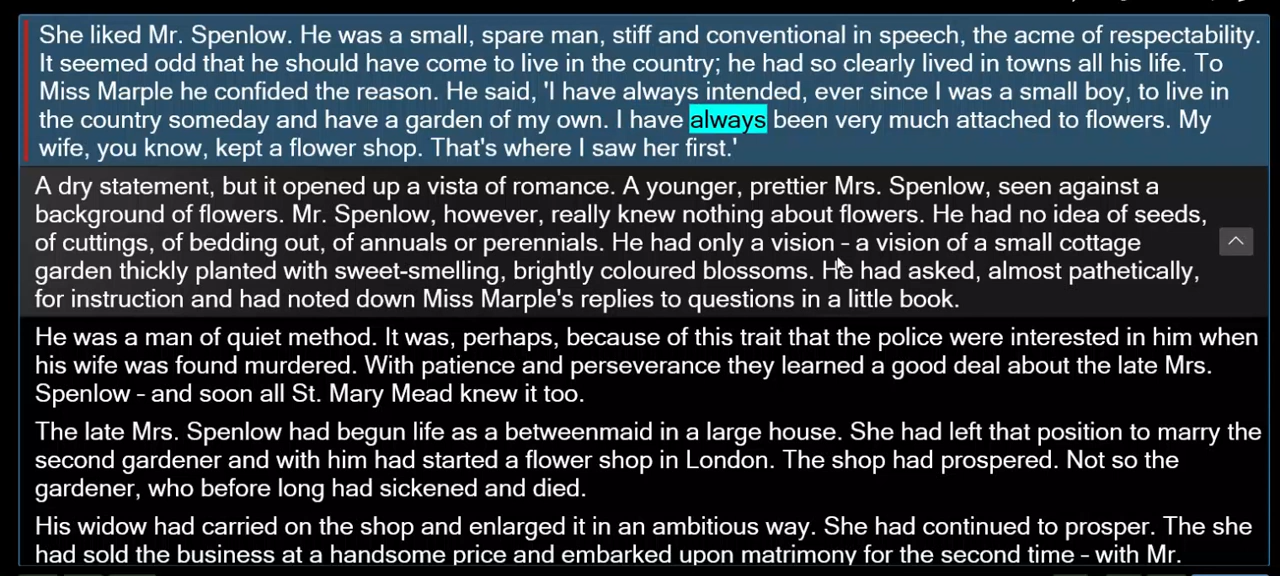 She liked Mr. Spenlow. He was a small, spare man, stiff and conventional in speech, the acme of respectability.
It seemed odd that he should have come to live in the country; he had so clearly lived in towns all his life. To
Miss Marple he confided the reason. He said, 'I have always intended, ever since I was a small boy, to live in
the country someday and have a garden of my own. I have always been very much attached to flowers. My
wife, you know, kept a flower shop. That's where I saw her first.'
A dry statement, but it opened up a vista of romance. A younger, prettier Mrs. Spenlow, seen against a
background of flowers. Mr. Spenlow, however, really knew nothing about flowers. He had no idea of seeds,
of cuttings, of bedding out, of annuals or perennials. He had only a vision - a vision of a small cottage
garden thickly planted with sweet-smelling, brightly coloured blossoms. He had asked, almost pathetically,
for instruction and had noted down Miss Marple's replies to questions in a little book.
He was a man of quiet method. It was, perhaps, because of this trait that the police were interested in him when
his wife was found murdered. With patience and perseverance they learned a good deal about the late Mrs.
Spenlow - and soon all St. Mary Mead knew it too.
The late Mrs. Spenlow had begun life as a betweenmaid in a large house. She had left that position to marry the
second gardener and with him had started a flower shop in London. The shop had prospered. Not so the
gardener, who before long had sickened and died.
His widow had carried on the shop and enlarged it in an ambitious way. She had continued to prosper. The she
had sold the business at a handsome price and embarked upon matrimony for the second time - with Mr.